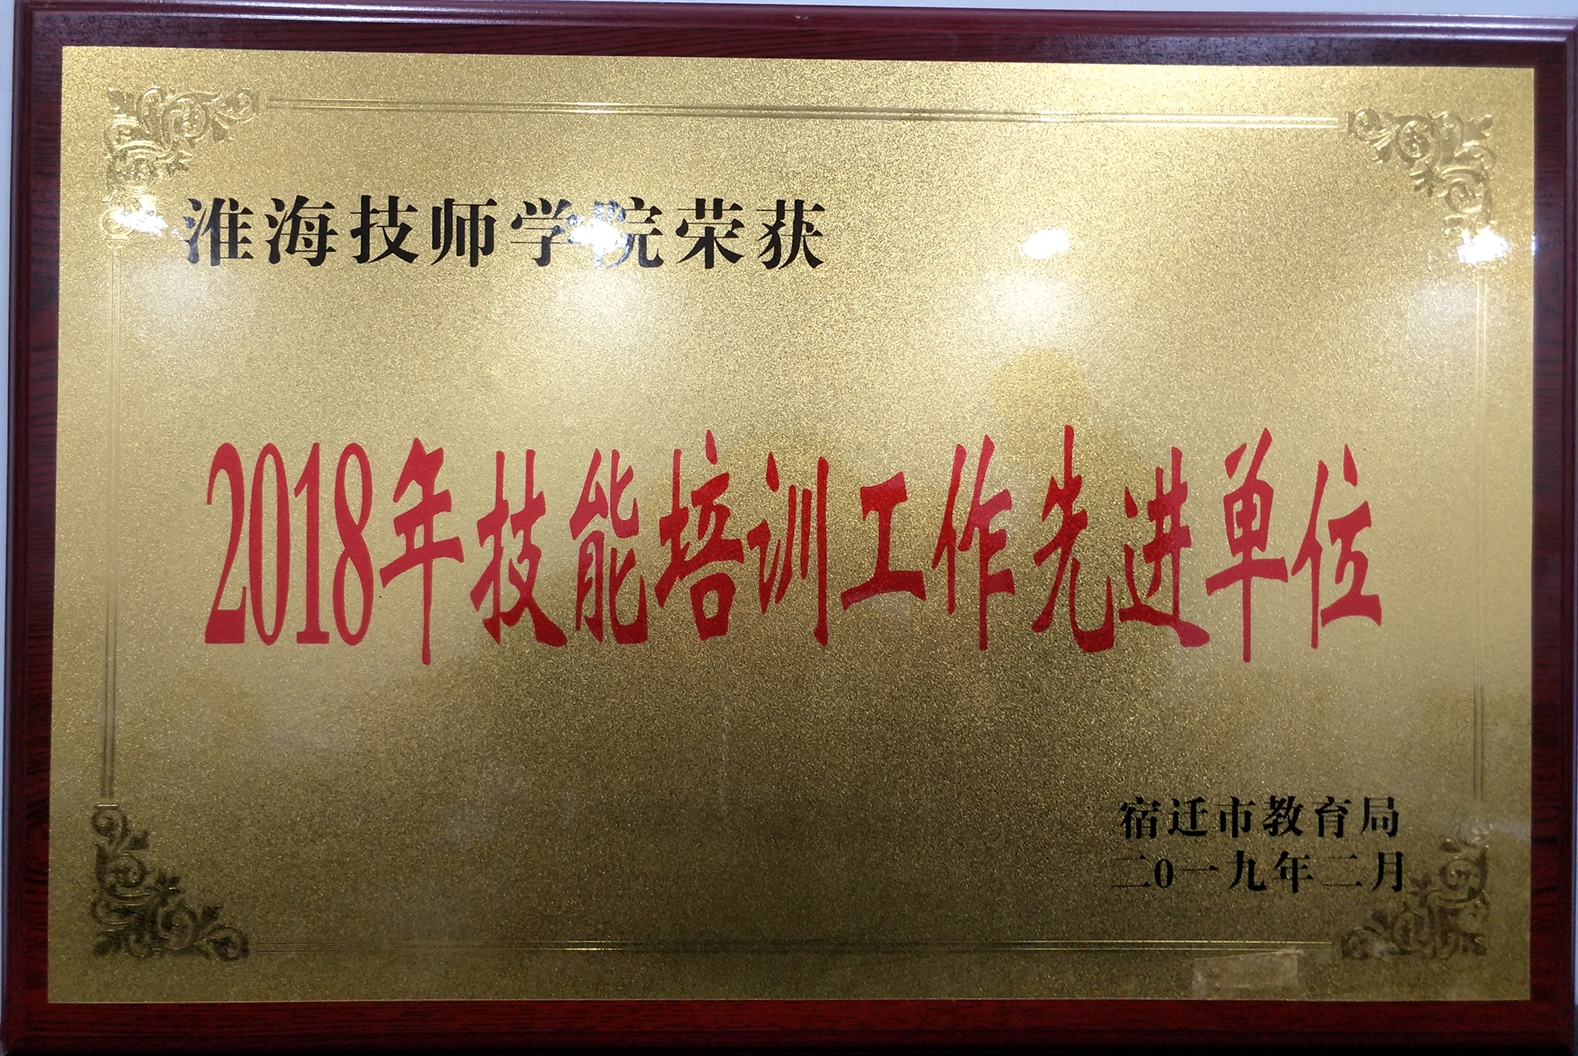 淮海技师学院荣获
2018年技能培训工作先进单位
宿迁市教育局
二0一九年二月